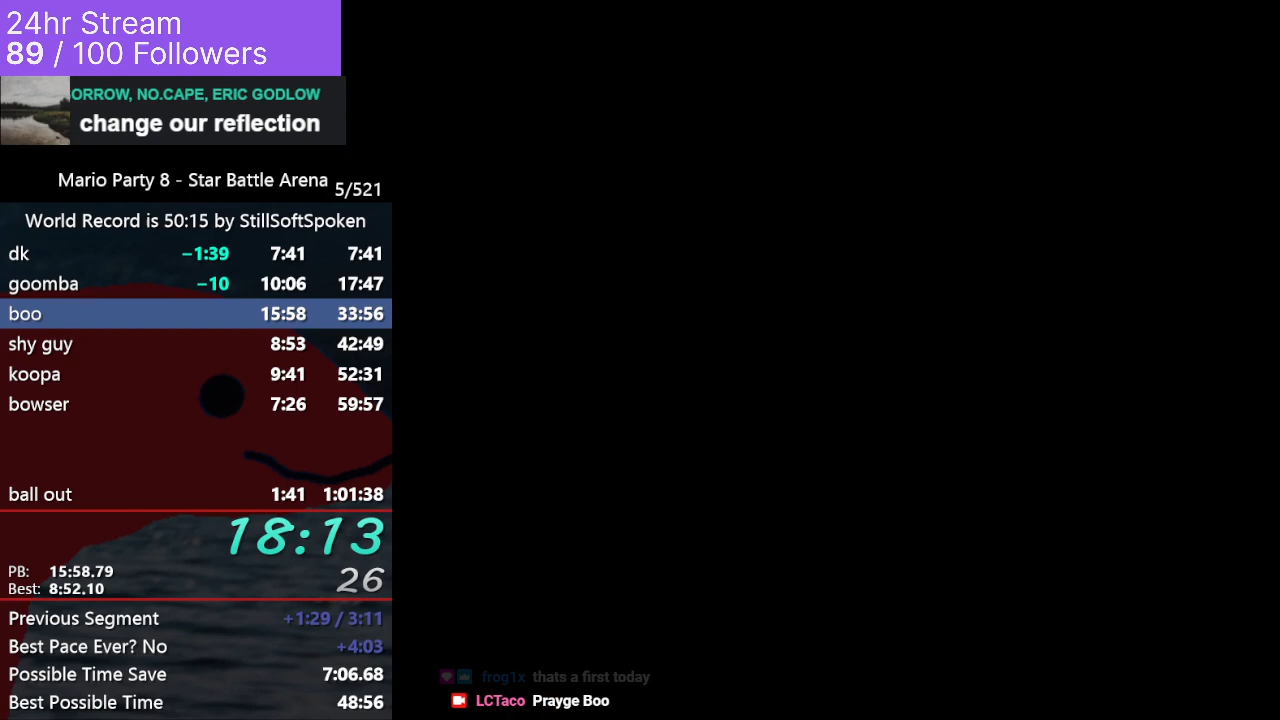 24hr Stream
89 / 100 Followers
ORROW, NO.CAPE, ERIC GODLOW
change our reflection
Mario Party 8 - Star Battle Arena
5/521
World Record is 50:15 by StillSoftSpoken
dk −1:39 7:41 7:41
goomba −10 10:06 17:47
boo 15:58 33:56
shy guy 8:53 42:49
koopa 9:41 52:31
bowser 7:26 59:57
ball out 1:41 1:01:38
18:13
PB: 15:58.79
Best: 8:52.10
26
Previous Segment +1:29 / 3:11
Best Pace Ever? No +4:03
Possible Time Save 7:06.68
Best Possible Time 48:56
frog1x thats a first today
LCTaco Prayge Boo